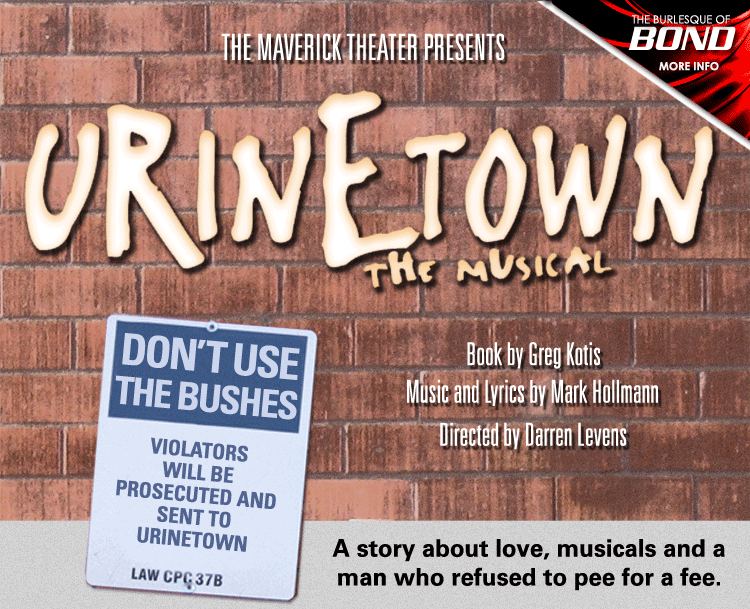 THE BURLESQUE OF
BOND
MORE INFO
THE MAVERICK THEATER PRESENTS
URINETOWN
THE MUSICAL
Book by Greg Kotis
Music and Lyrics by Mark Hollmann
Directed by Darren Levens
DON'T USE
THE BUSHES
VIOLATORS
WILL BE
PROSECUTED AND
SENT TO
URINETOWN
LAW CPC 37B
A story about love, musicals and a
man who refused to pee for a fee.